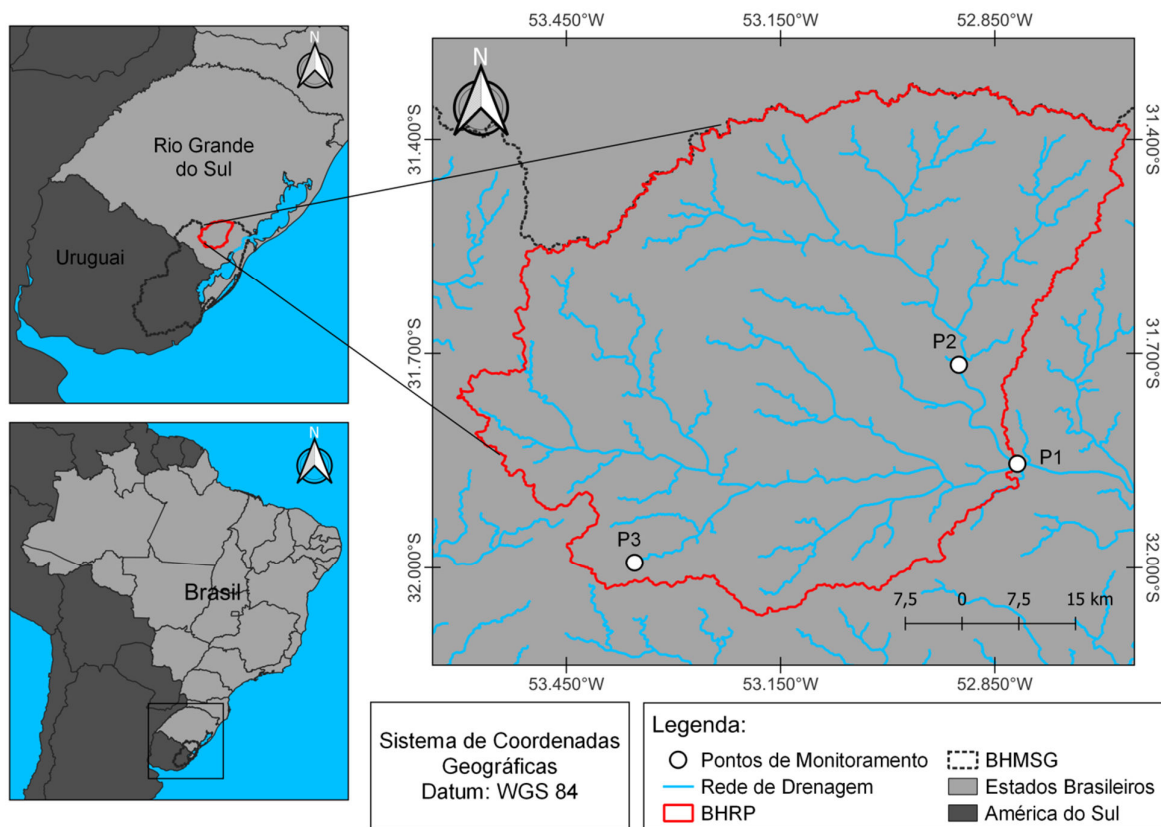 N
Rio Grande
do Sul
Uruguai
N
Brasil
53.450°W
53.150°W
52.850°W
N
31.400°S
31.400°S
31.700°S
31.700°S
P2
P1
P3
32.000°S
32.000°S
7,5
0
7,5
15 km
53.450°W
53.150°W
52.850°W
Sistema de Coordenadas
Geográficas
Datum: WGS 84
Legenda:
Pontos de Monitoramento
Rede de Drenagem
BHRP
BHMSG
Estados Brasileiros
América do Sul